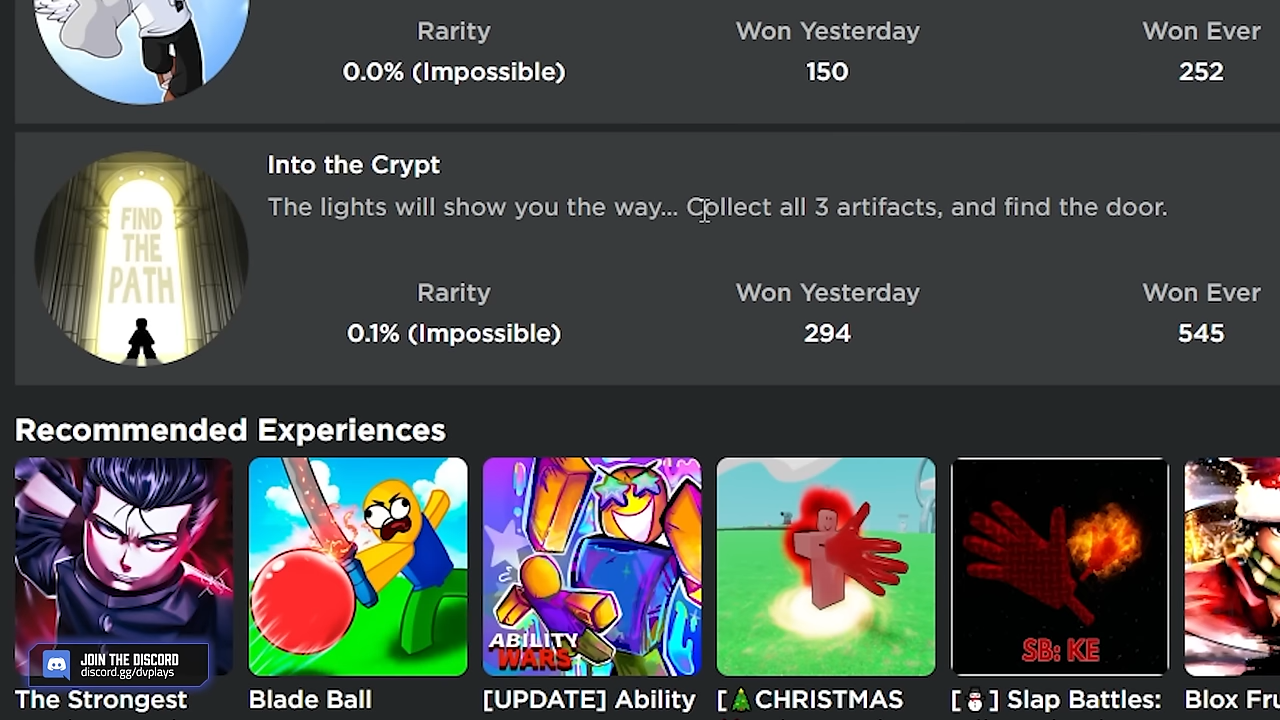 Rarity
Won Yesterday
Won Ever
0.0% (Impossible)
150
252
Into the Crypt
The lights will show you the way... Collect all 3 artifacts, and find the door.
FIND
THE
PATH
Rarity
Won Yesterday
Won Ever
0.1% (Impossible)
294
545
Recommended Experiences
ABILITY
WARS
SB: KE
JOIN THE DISCORD
discord.gg/dvplays
The Strongest
Blade Ball
[UPDATE] Ability
[🎄CHRISTMAS
[⛄] Slap Battles:
Blox Fru